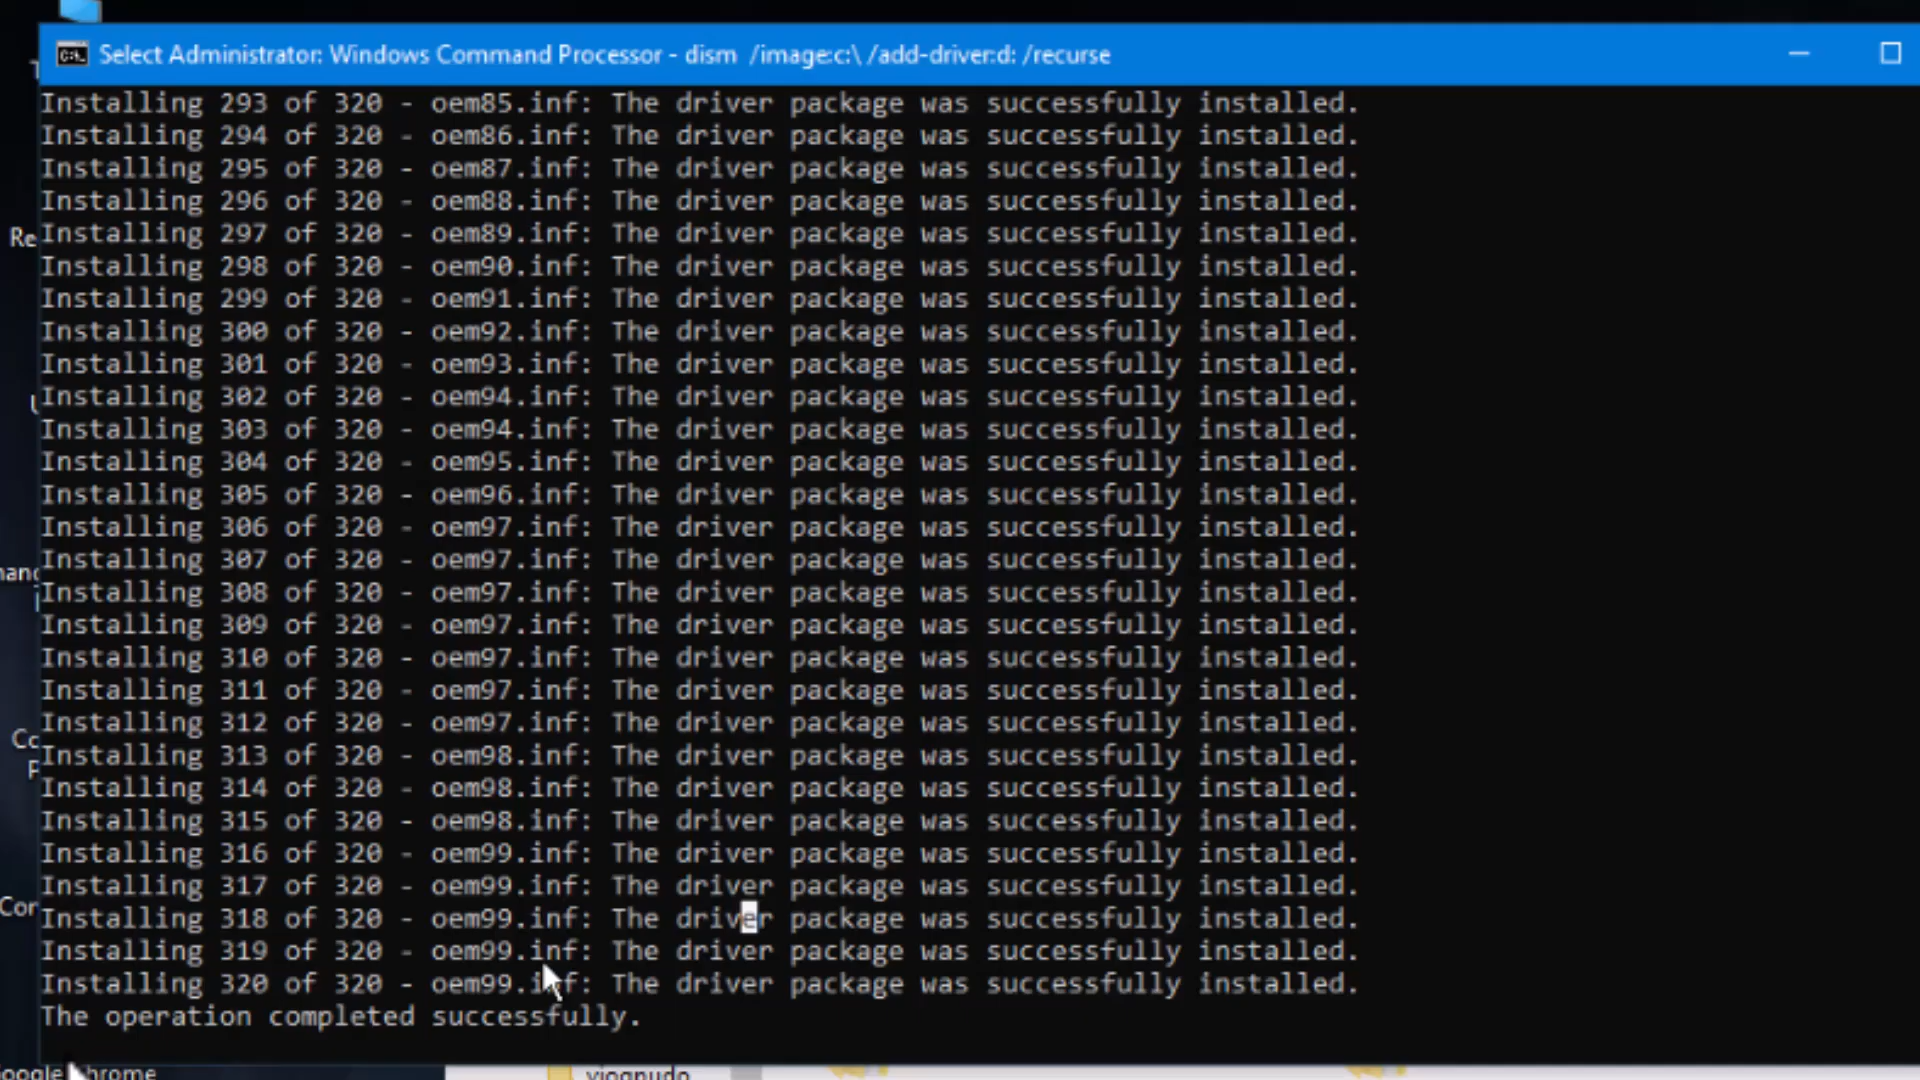 Select Administrator: Windows Command Processor - dism  /image:c:\ /add-driver:d: /recurse
Installing 293 of 320 - oem85.inf: The driver package was successfully installed.
Installing 294 of 320 - oem86.inf: The driver package was successfully installed.
Installing 295 of 320 - oem87.inf: The driver package was successfully installed.
Installing 296 of 320 - oem88.inf: The driver package was successfully installed.
Re
Installing 297 of 320 - oem89.inf: The driver package was successfully installed.
Installing 298 of 320 - oem90.inf: The driver package was successfully installed.
Installing 299 of 320 - oem91.inf: The driver package was successfully installed.
Installing 300 of 320 - oem92.inf: The driver package was successfully installed.
Installing 301 of 320 - oem93.inf: The driver package was successfully installed.
Installing 302 of 320 - oem94.inf: The driver package was successfully installed.
Installing 303 of 320 - oem94.inf: The driver package was successfully installed.
Installing 304 of 320 - oem95.inf: The driver package was successfully installed.
Installing 305 of 320 - oem96.inf: The driver package was successfully installed.
Installing 306 of 320 - oem97.inf: The driver package was successfully installed.
Installing 307 of 320 - oem97.inf: The driver package was successfully installed.
Installing 308 of 320 - oem97.inf: The driver package was successfully installed.
Installing 309 of 320 - oem97.inf: The driver package was successfully installed.
Installing 310 of 320 - oem97.inf: The driver package was successfully installed.
Installing 311 of 320 - oem97.inf: The driver package was successfully installed.
Installing 312 of 320 - oem97.inf: The driver package was successfully installed.
Installing 313 of 320 - oem98.inf: The driver package was successfully installed.
Installing 314 of 320 - oem98.inf: The driver package was successfully installed.
Installing 315 of 320 - oem98.inf: The driver package was successfully installed.
Installing 316 of 320 - oem99.inf: The driver package was successfully installed.
Installing 317 of 320 - oem99.inf: The driver package was successfully installed.
Installing 318 of 320 - oem99.inf: The driver package was successfully installed.
Installing 319 of 320 - oem99.inf: The driver package was successfully installed.
Installing 320 of 320 - oem99.inf: The driver package was successfully installed.
The operation completed successfully.